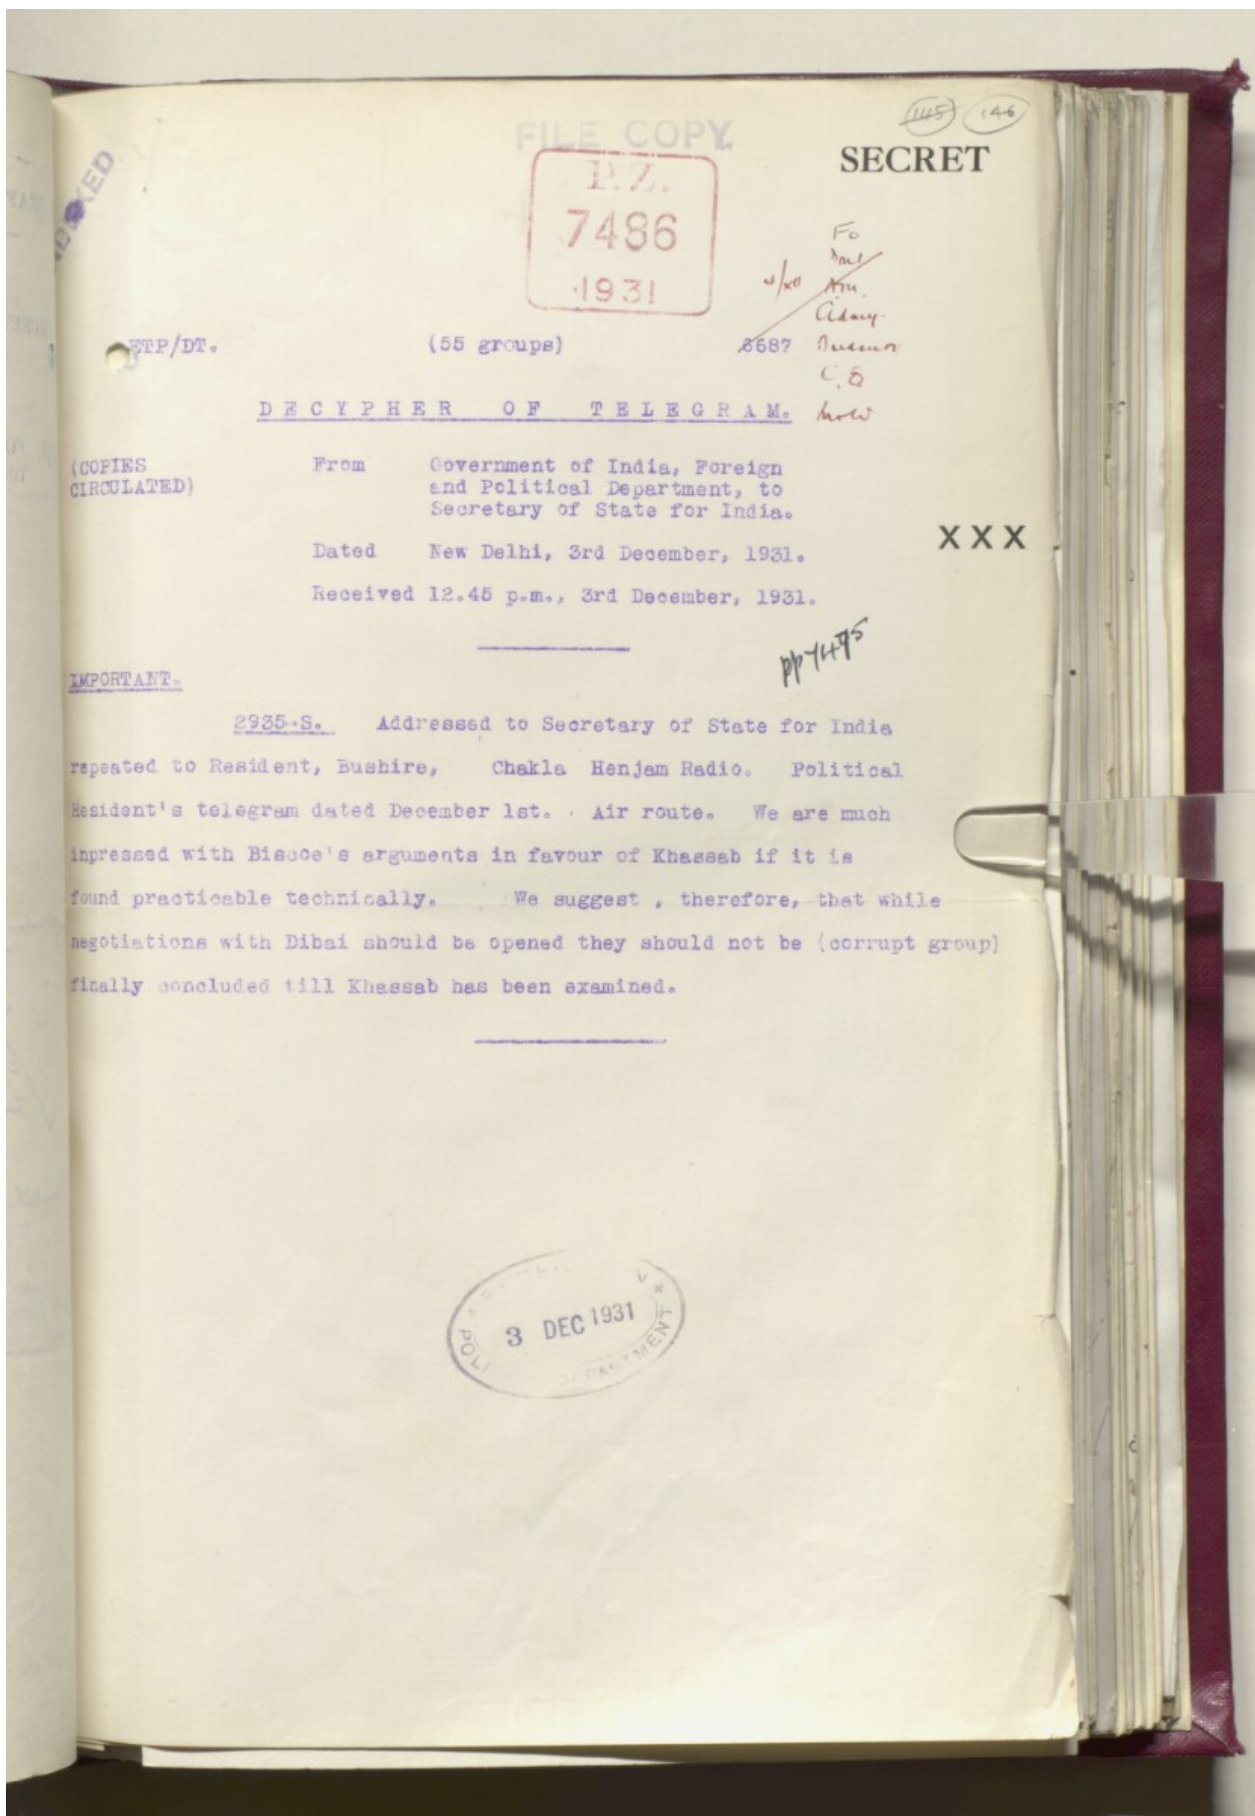 145 146
FILE COPY
SECRET
P.Z.
7486
1931
Fo
ETP/DT. (55 groups) 6687
C.O
DECYPHER OF TELEGRAM.
(COPIES CIRCULATED)
From Government of India, Foreign
and Political Department, to
Secretary of State for India.
XXX
Dated New Delhi, 3rd December, 1931.
Received 12.45 p.m., 3rd December, 1931.
IMPORTANT.
2935-S. Addressed to Secretary of State for India
repeated to Resident, Bushire, Chakla Henjam Radio. Political
Resident's telegram dated December 1st. Air route. We are much
inpressed with Biscoe's arguments in favour of Khassab if it is
found practicable technically. We suggest , therefore, that while
negotiations with Dibai should be opened they should not be (corrupt group)
finally concluded till Khassab has been examined.
3 DEC 1931